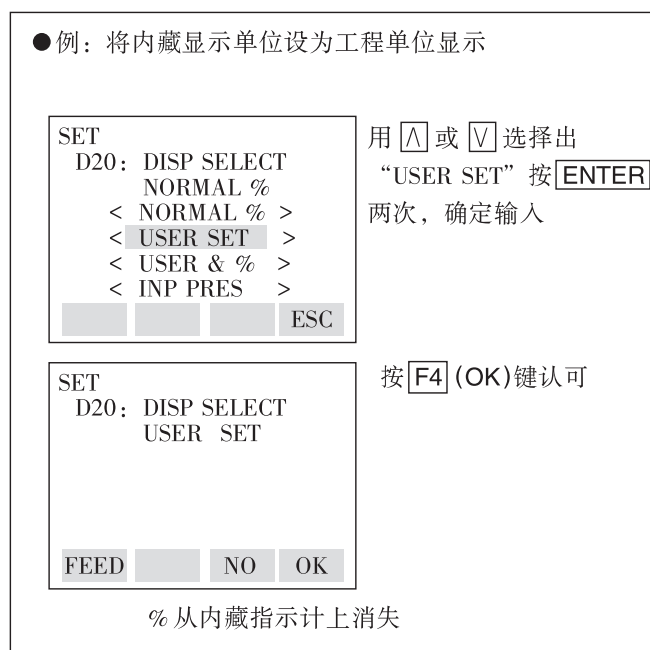 ●例：将内藏显示单位设为工程单位显示
SET
D20：DISP SELECT
NORMAL %
< NORMAL % >
< USER SET >
< USER & % >
< INP PRES >
ESC
用 ⋀ 或 ⋁ 选择出
“USER SET”按 ENTER
两次，确定输入
SET
D20：DISP SELECT
USER SET
FEED NO OK
按 F4 (OK)键认可
% 从内藏指示计上消失